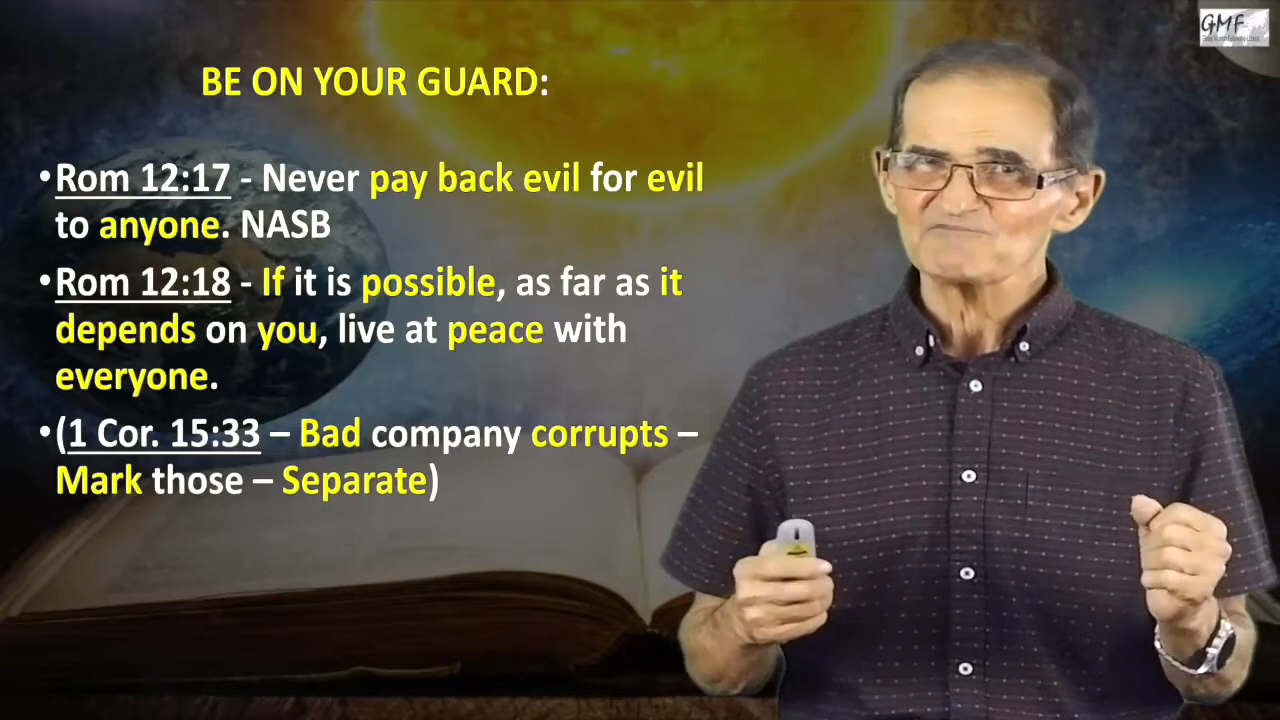 GMF
BE ON YOUR GUARD:
•Rom 12:17 - Never pay back evil for evil
to anyone. NASB
•Rom 12:18 - If it is possible, as far as it
depends on you, live at peace with
everyone.
•(1 Cor. 15:33 – Bad company corrupts –
Mark those – Separate)